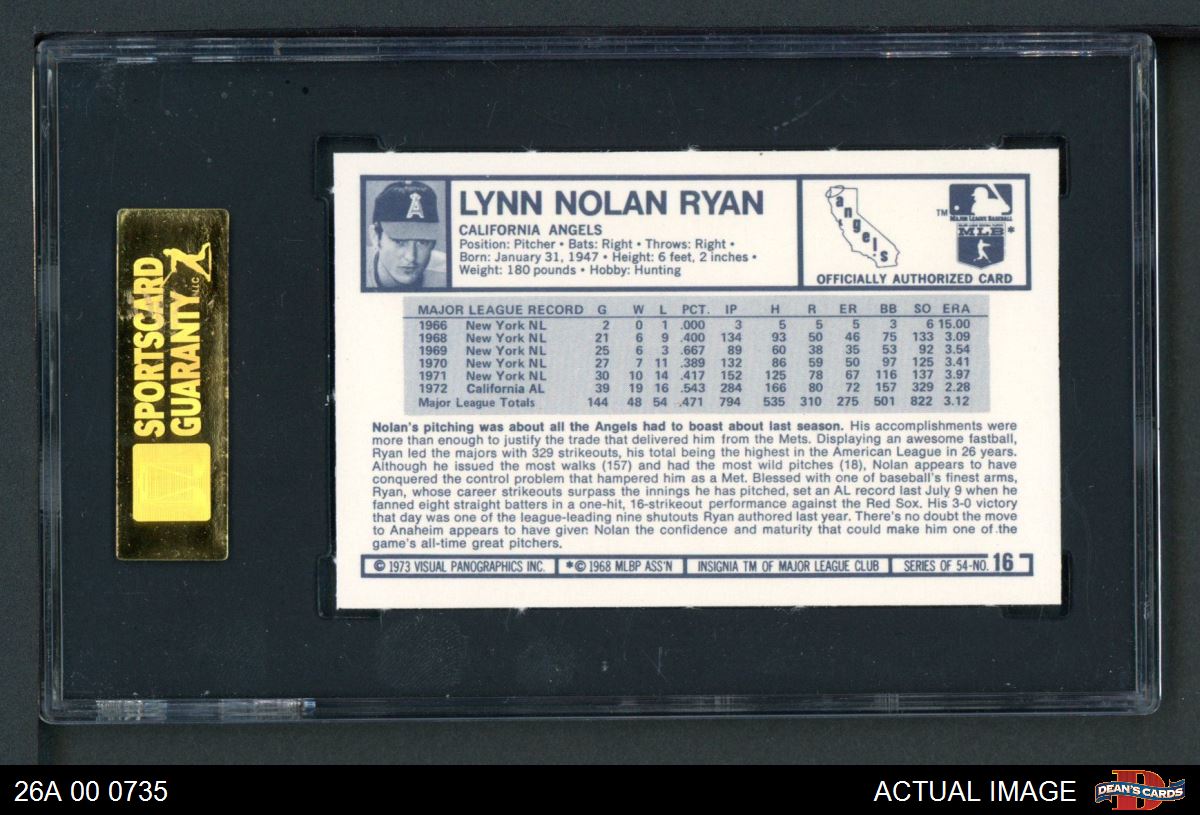 SPORTSCARD
GUARANTY LLC
LYNN NOLAN RYAN
CALIFORNIA ANGELS
Position: Pitcher • Bats: Right • Throws: Right •
Born: January 31, 1947 • Height: 6 feet, 2 inches •
Weight: 180 pounds • Hobby: Hunting
A
angels
TM
MAJOR LEAGUE BASEBALL
MLB *
OFFICIALLY AUTHORIZED CARD
MAJOR LEAGUE RECORD G W L PCT. IP H R ER BB SO ERA
1966 New York NL 2 0 1 .000 3 5 5 5 3 6 15.00
1968 New York NL 21 6 9 .400 134 93 50 46 75 133 3.09
1969 New York NL 25 6 3 .667 89 60 38 35 53 92 3.54
1970 New York NL 27 7 11 .389 132 86 59 50 97 125 3.41
1971 New York NL 30 10 14 .417 152 125 78 67 116 137 3.97
1972 California AL 39 19 16 .543 284 166 80 72 157 329 2.28
Major League Totals 144 48 54 .471 794 535 310 275 501 822 3.12
Nolan's pitching was about all the Angels had to boast about last season. His accomplishments were
more than enough to justify the trade that delivered him from the Mets. Displaying an awesome fastball,
Ryan led the majors with 329 strikeouts, his total being the highest in the American League in 26 years.
Although he issued the most walks (157) and had the most wild pitches (18), Nolan appears to have
conquered the control problem that hampered him as a Met. Blessed with one of baseball's finest arms,
Ryan, whose career strikeouts surpass the innings he has pitched, set an AL record last July 9 when he
fanned eight straight batters in a one-hit, 16-strikeout performance against the Red Sox. His 3-0 victory
that day was one of the league-leading nine shutouts Ryan authored last year. There's no doubt the move
to Anaheim appears to have given Nolan the confidence and maturity that could make him one of the
game's all-time great pitchers.
© 1973 VISUAL PANOGRAPHICS INC. *© 1968 MLBP ASS'N INSIGNIA TM OF MAJOR LEAGUE CLUB SERIES OF 54-NO. 16
26A 00 0735
ACTUAL IMAGE
D
DEAN'S CARDS